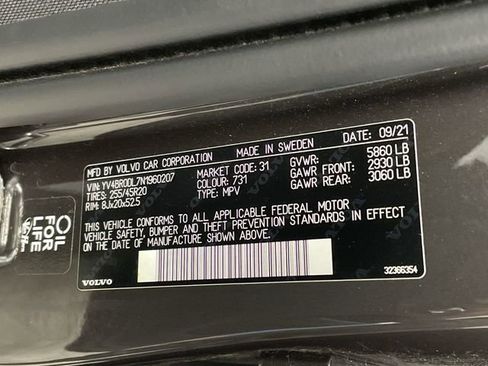 MFD BY VOLVO CAR CORPORATION MADE IN SWEDEN DATE: 09/21
VIN: YV4BR0DL7N1960207 MARKET CODE: 31 GVWR: 5860 LB
TIRES: 255/45R20 COLOUR: 731 GAWR FRONT: 2930 LB
RIM: 8Jx20x52.5 TYPE: MPV GAWR REAR: 3060 LB
THIS VEHICLE CONFORMS TO ALL APPLICABLE FEDERAL MOTOR
VEHICLE SAFETY, BUMPER AND THEFT PREVENTION STANDARDS IN EFFECT
ON THE DATE OF MANUFACTURE SHOWN ABOVE.
VOLVO 32366354
OIL
FOR
LIFE